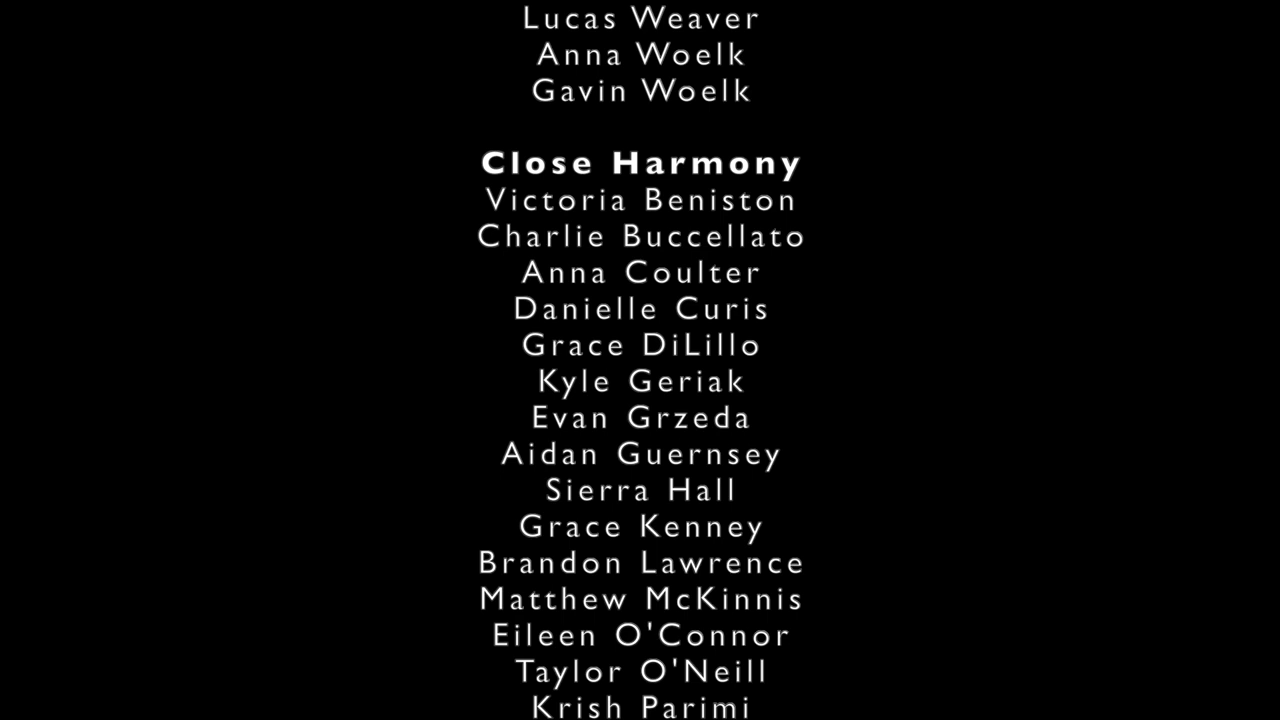 Lucas Weaver
Anna Woelk
Gavin Woelk
Close Harmony
Victoria Beniston
Charlie Buccellato
Anna Coulter
Danielle Curis
Grace DiLillo
Kyle Geriak
Evan Grzeda
Aidan Guernsey
Sierra Hall
Grace Kenney
Brandon Lawrence
Matthew McKinnis
Eileen O'Connor
Taylor O'Neill
Krish Parimi